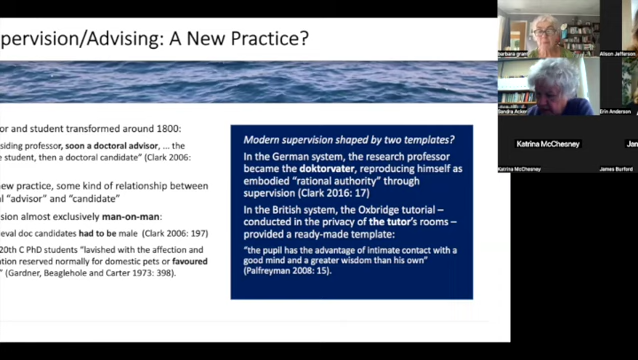 pervision/Advising: A New Practice?
or and student transformed around 1800:
siding professor, soon a doctoral advisor, … the
e student, then a doctoral candidate" (Clark 2006:
new practice, some kind of relationship between
al "advisor" and "candidate"
sion almost exclusively man-on-man:
eval doc candidates had to be male (Clark 2006: 197)
20th C PhD students "lavished with the affection and
tion reserved normally for domestic pets or favoured
" (Gardner, Beaglehole and Carter 1973: 398).
Modern supervision shaped by two templates?
In the German system, the research professor
became the doktorvater, reproducing himself as
embodied "rational authority" through
supervision (Clark 2016: 17)
In the British system, the Oxbridge tutorial –
conducted in the privacy of the tutor's rooms –
provided a ready-made template:
"the pupil has the advantage of intimate contact with a
good mind and a greater wisdom than his own"
(Palfreyman 2008: 15).
barbara grant
Alison Jefferson
Sandra Acker
Erin Anderson
Katrina McChesney
Jan
Katrina McChesney
James Burford